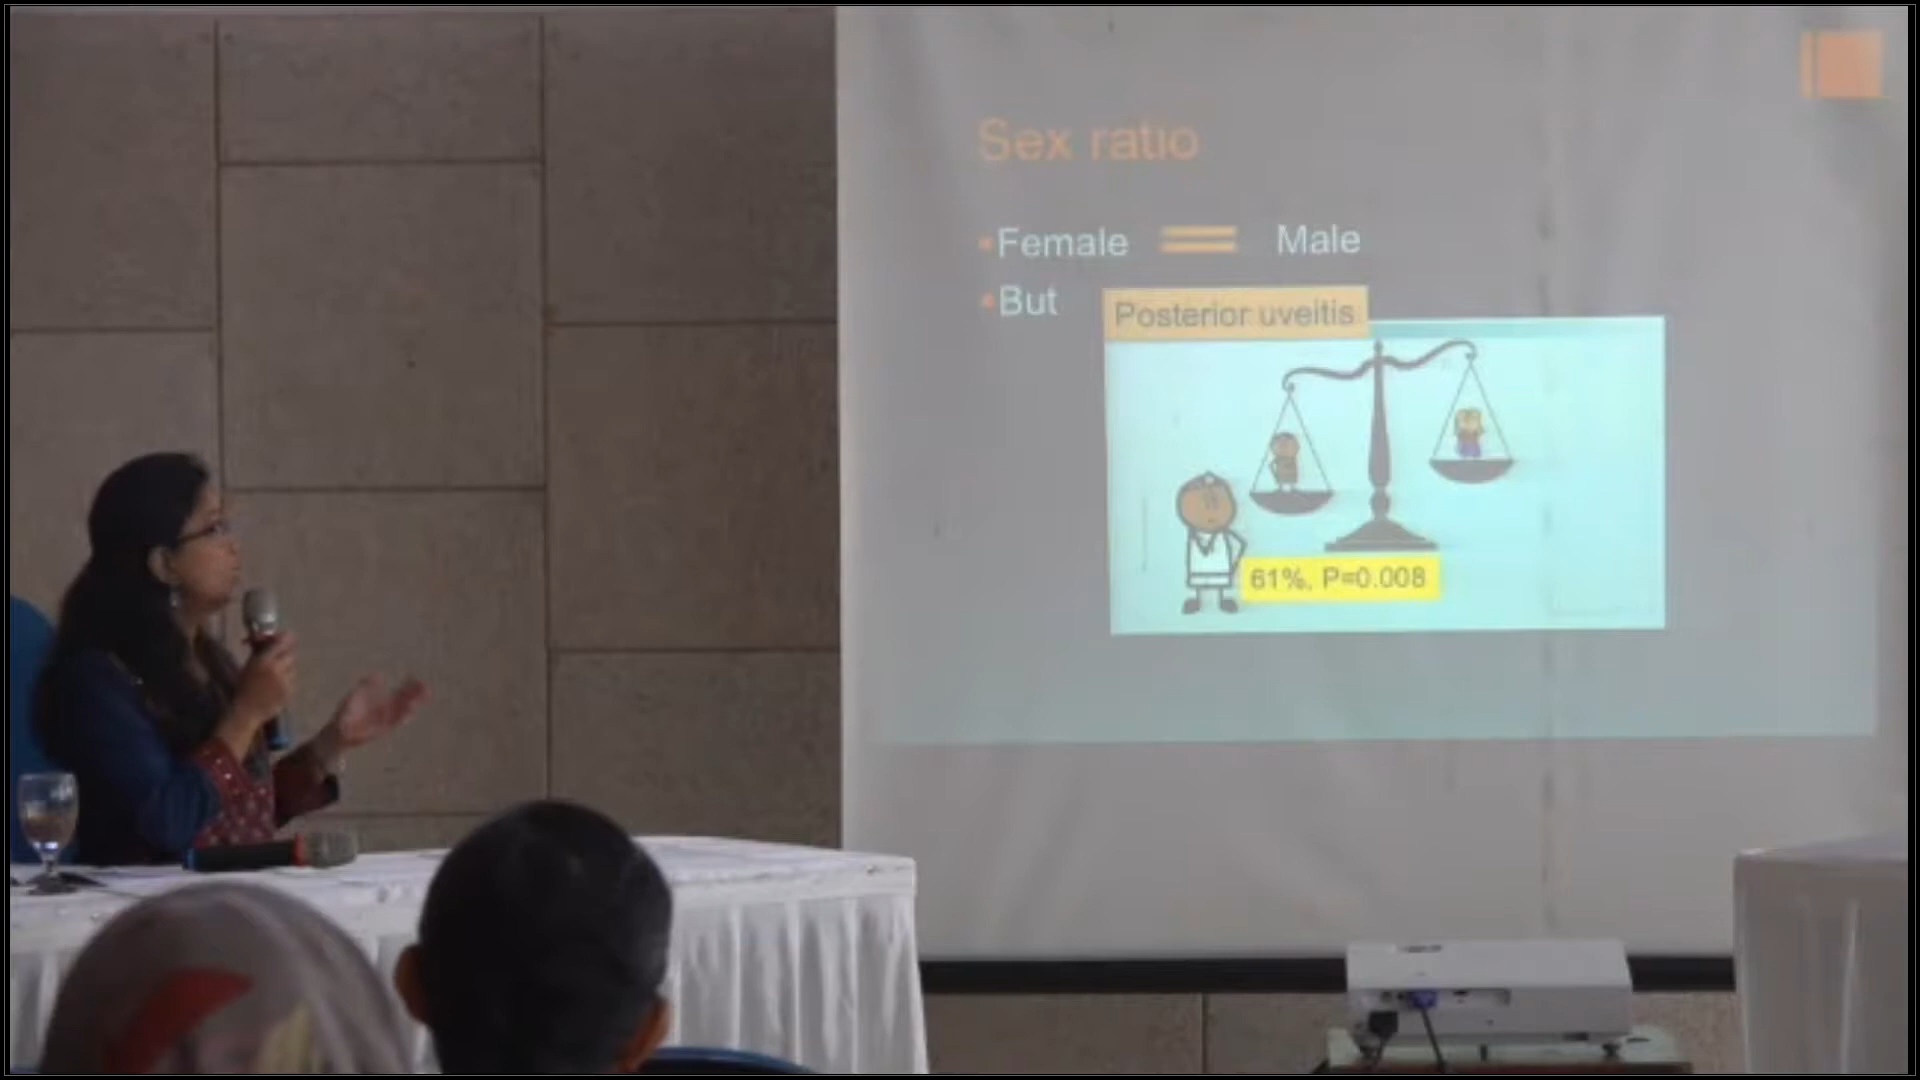 Sex ratio
•Female = Male
•But
Posterior uveitis
61%, P=0.008